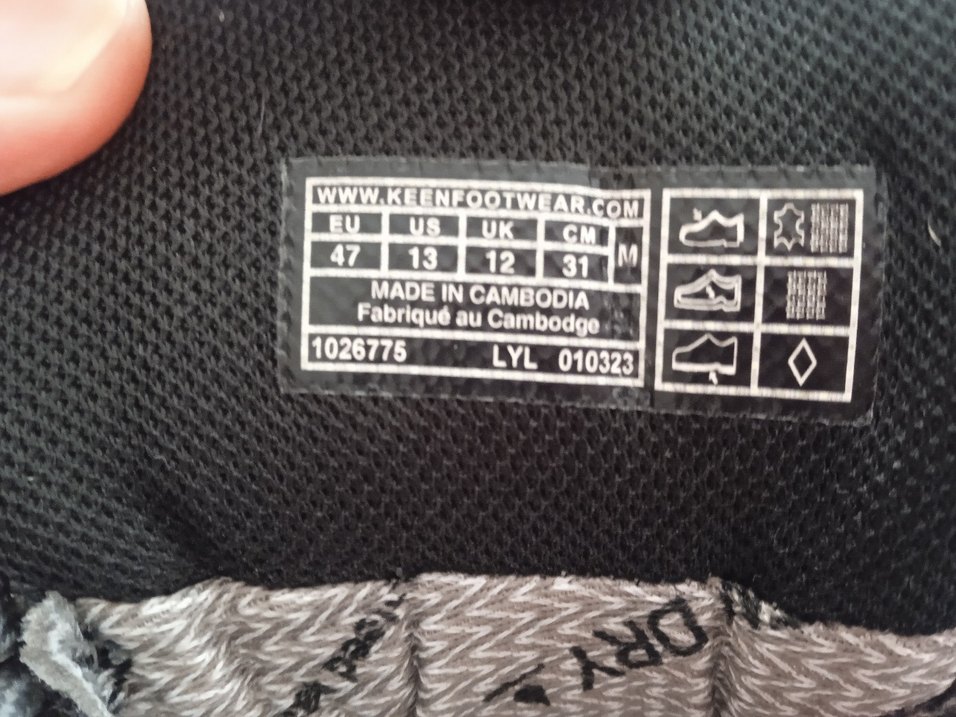 WWW.KEENFOOTWEAR.COM
EU US UK CM M
47 13 12 31
MADE IN CAMBODIA
Fabriqué au Cambodge
1026775 LYL 010323
DRY